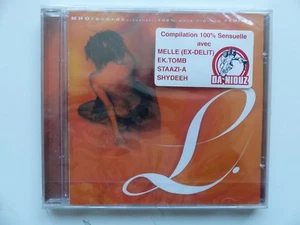 Compilation 100% Sensuelle
avec
MELLE (EX-DELIT)
EK.TOMB
STAAZI-A
SHYDEEH
DA·NIOUZ
L.